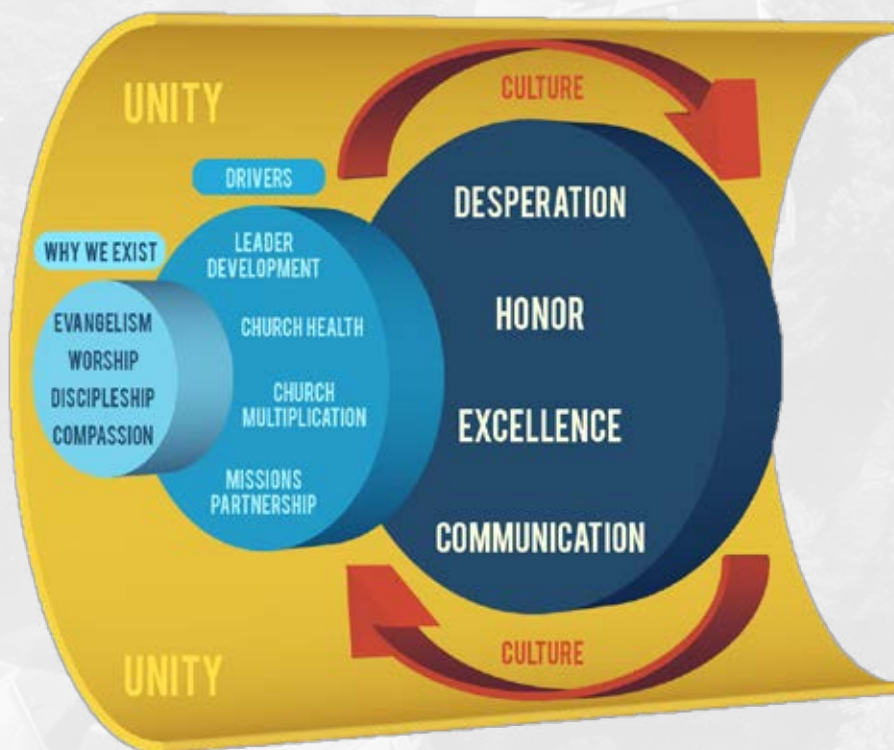 UNITY
CULTURE
DRIVERS
WHY WE EXIST
EVANGELISM
WORSHIP
DISCIPLESHIP
COMPASSION
LEADER
DEVELOPMENT
CHURCH HEALTH
CHURCH
MULTIPLICATION
MISSIONS
PARTNERSHIP
DESPERATION
HONOR
EXCELLENCE
COMMUNICATION
CULTURE
UNITY